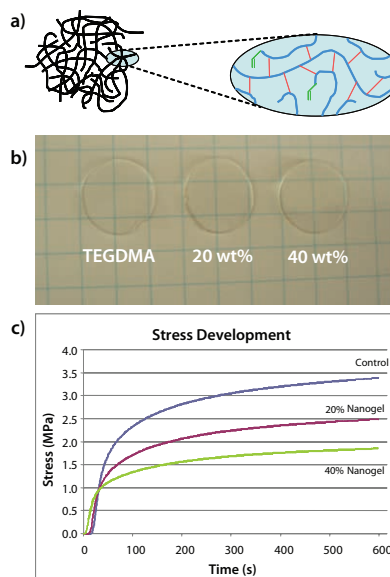 a)
b)
TEGDMA 20 wt% 40 wt%
c)
Stress Development
4.0
3.5
3.0
2.5
2.0
1.5
1.0
0.5
0.0
Stress (MPa)
Control
20% Nanogel
40% Nanogel
0 100 200 300 400 500 600
Time (s)